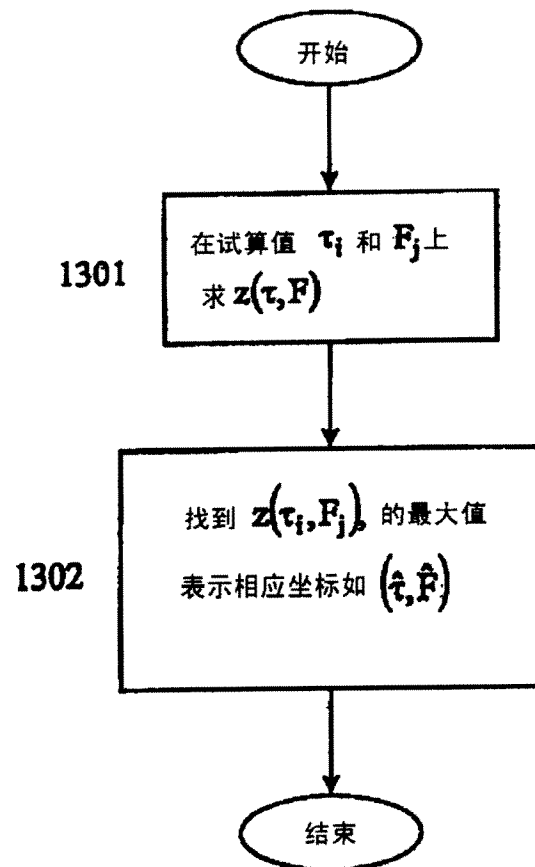 开始
1301
在试算值 τᵢ 和 Fⱼ上
求 z(τ,F)
1302
找到 z(τᵢ,Fⱼ), 的最大值
表示相应坐标如 (τ̂,F̂)
结束